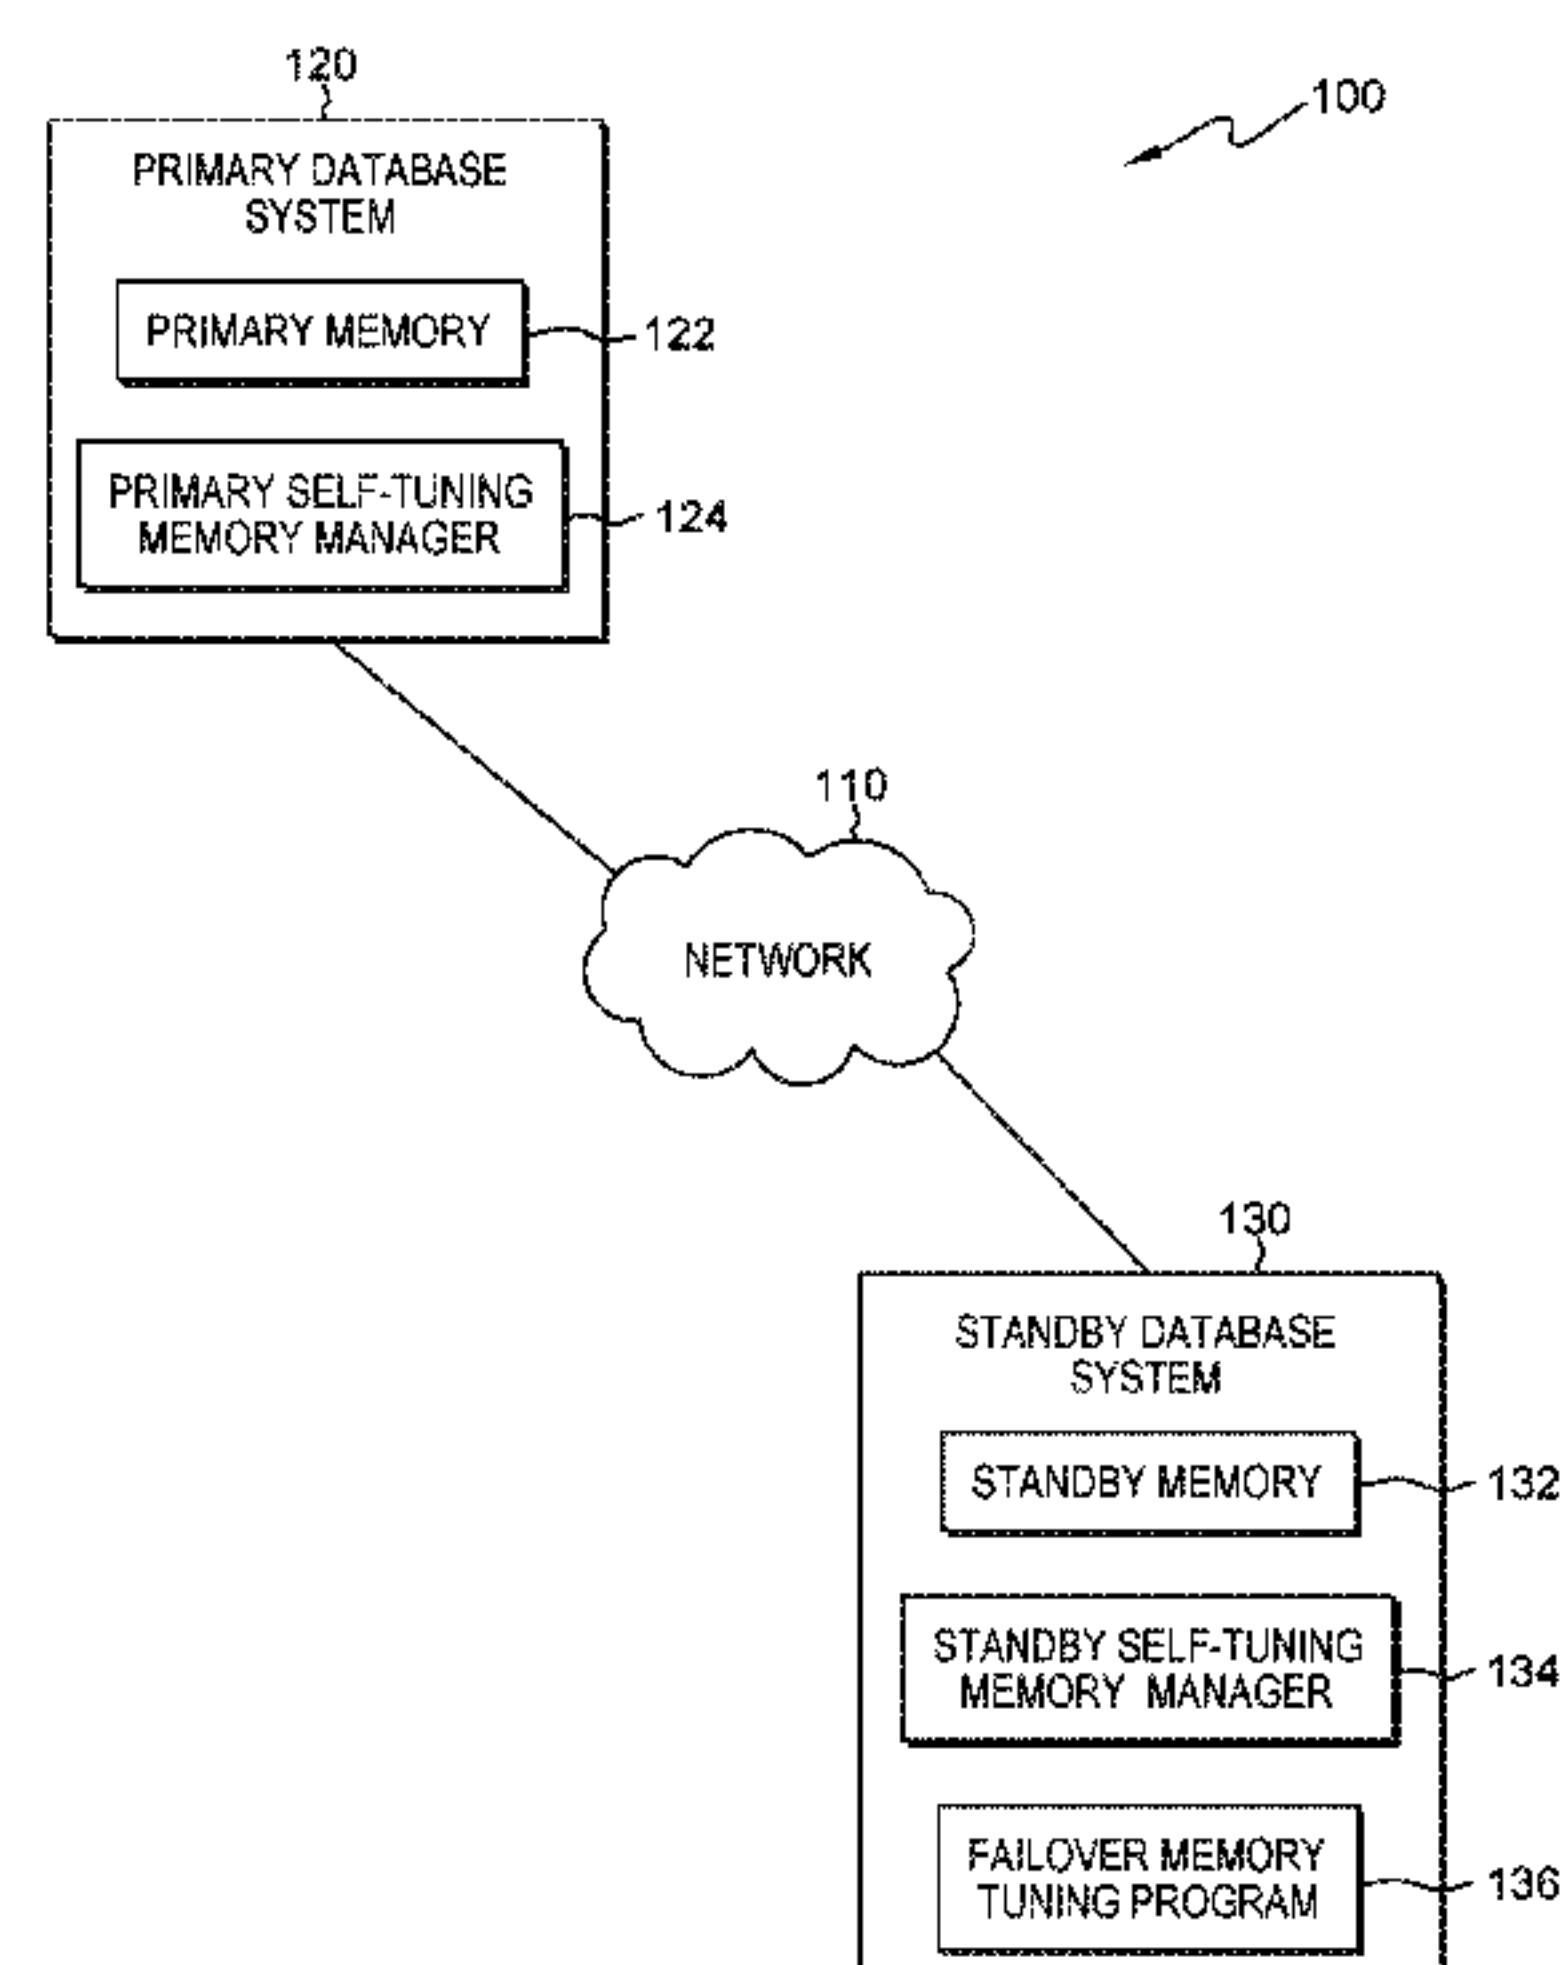 120
100
PRIMARY DATABASE
SYSTEM
PRIMARY MEMORY
122
PRIMARY SELF-TUNING
MEMORY MANAGER
124
110
NETWORK
130
STANDBY DATABASE
SYSTEM
STANDBY MEMORY
132
STANDBY SELF-TUNING
MEMORY MANAGER
134
FAILOVER MEMORY
TUNING PROGRAM
136